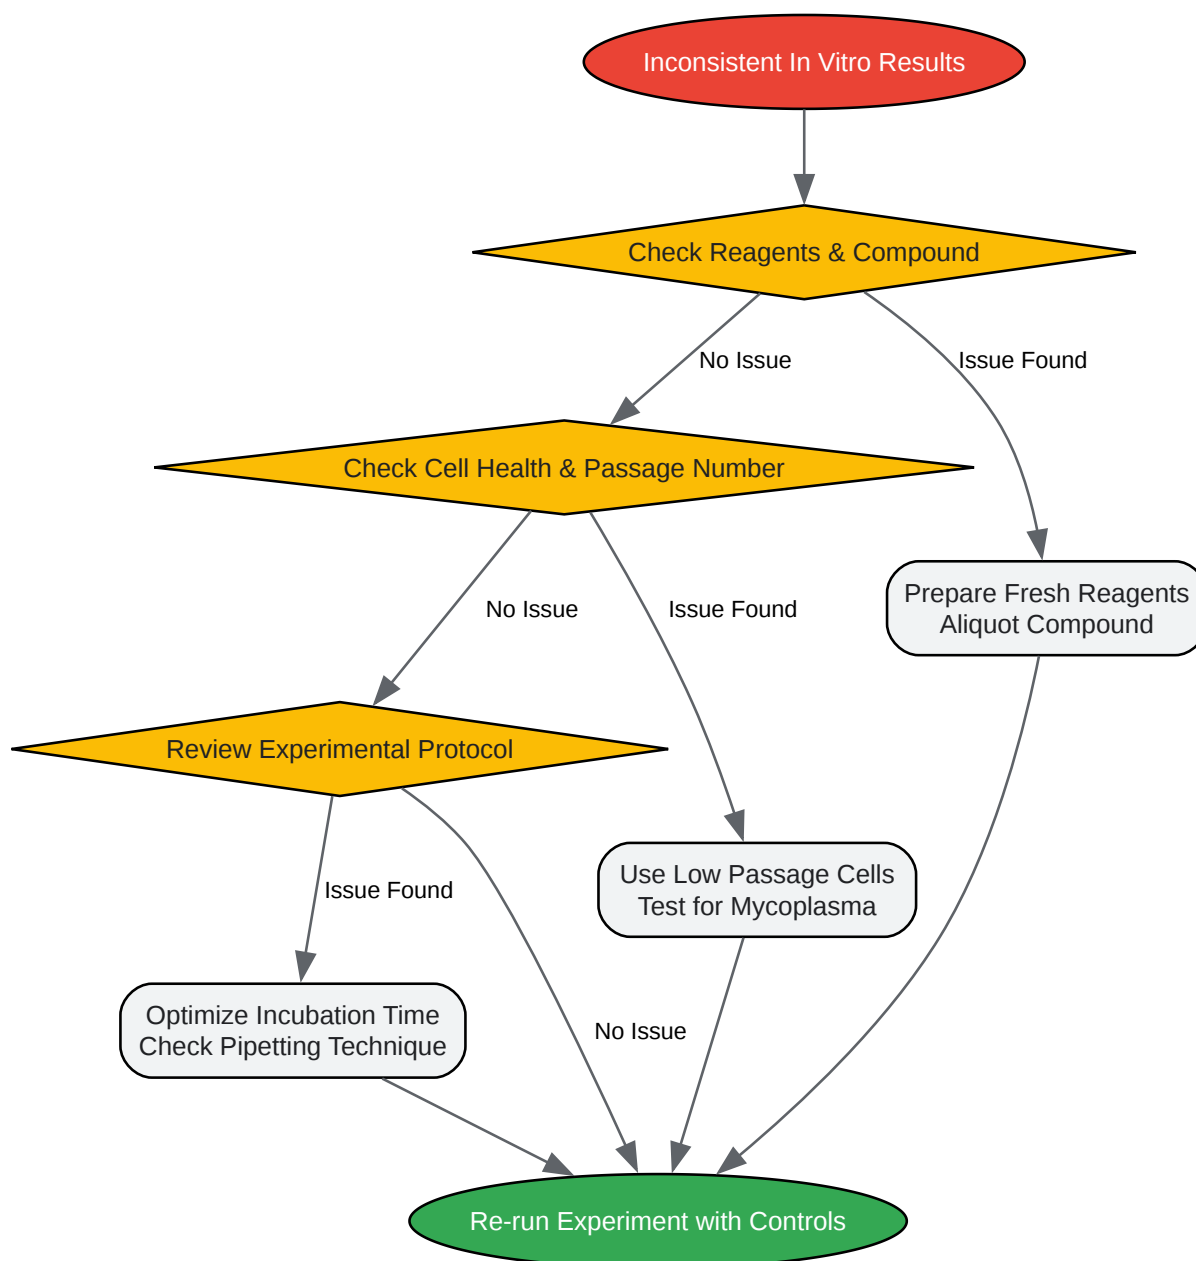 Inconsistent In Vitro Results
Check Reagents & Compound
No Issue
Issue Found
Check Cell Health & Passage Number
No Issue
Issue Found
Prepare Fresh Reagents
Aliquot Compound
Review Experimental Protocol
Issue Found
Use Low Passage Cells
Test for Mycoplasma
Optimize Incubation Time
Check Pipetting Technique
No Issue
Re-run Experiment with Controls